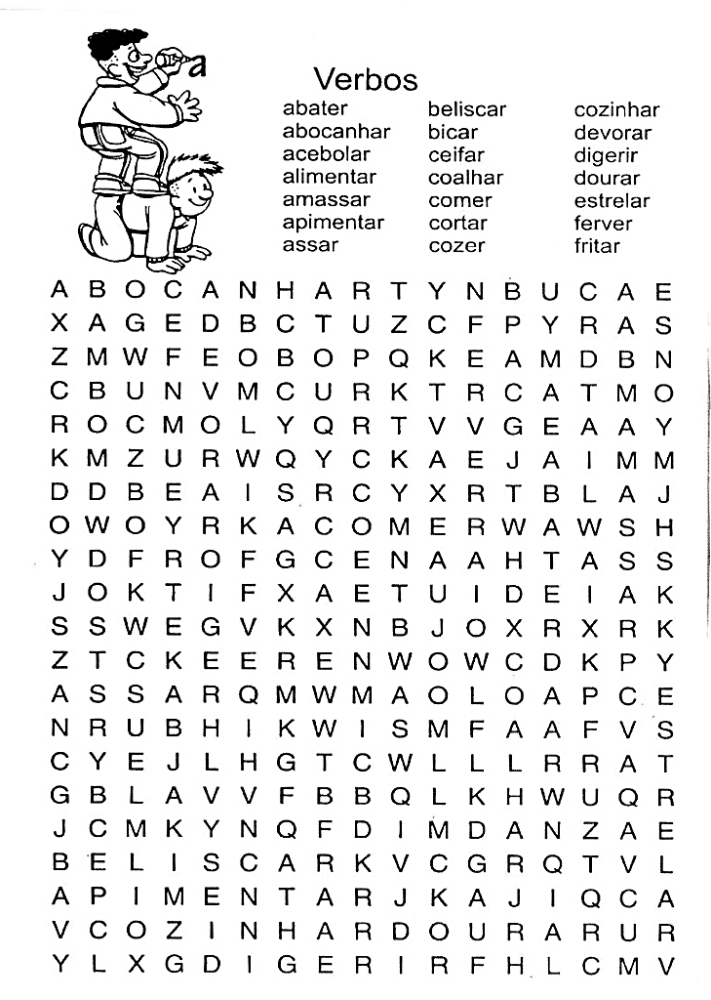 a
Verbos
abater beliscar cozinhar
abocanhar bicar devorar
acebolar ceifar digerir
alimentar coalhar dourar
amassar comer estrelar
apimentar cortar ferver
assar cozer fritar
A B O C A N H A R T Y N B U C A E
X A G E D B C T U Z C F P Y R A S
Z M W F E O B O P Q K E A M D B N
C B U N V M C U R K T R C A T M O
R O C M O L Y Q R T V V G E A A Y
K M Z U R W Q Y C K A E J A I M M
D D B E A I S R C Y X R T B L A J
O W O Y R K A C O M E R W A W S H
Y D F R O F G C E N A A H T A S S
J O K T I F X A E T U I D E I A K
S S W E G V K X N B J O X R X R K
Z T C K E E R E N W O W C D K P Y
A S S A R Q M W M A O L O A P C E
N R U B H I K W I S M F A A F V S
C Y E J L H G T C W L L L R R A T
G B L A V V F B B Q L K H W U Q R
J C M K Y N Q F D I M D A N Z A E
B E L I S C A R K V C G R Q T V L
A P I M E N T A R J K A J I Q C A
V C O Z I N H A R D O U R A R U R
Y L X G D I G E R I R F H L C M V